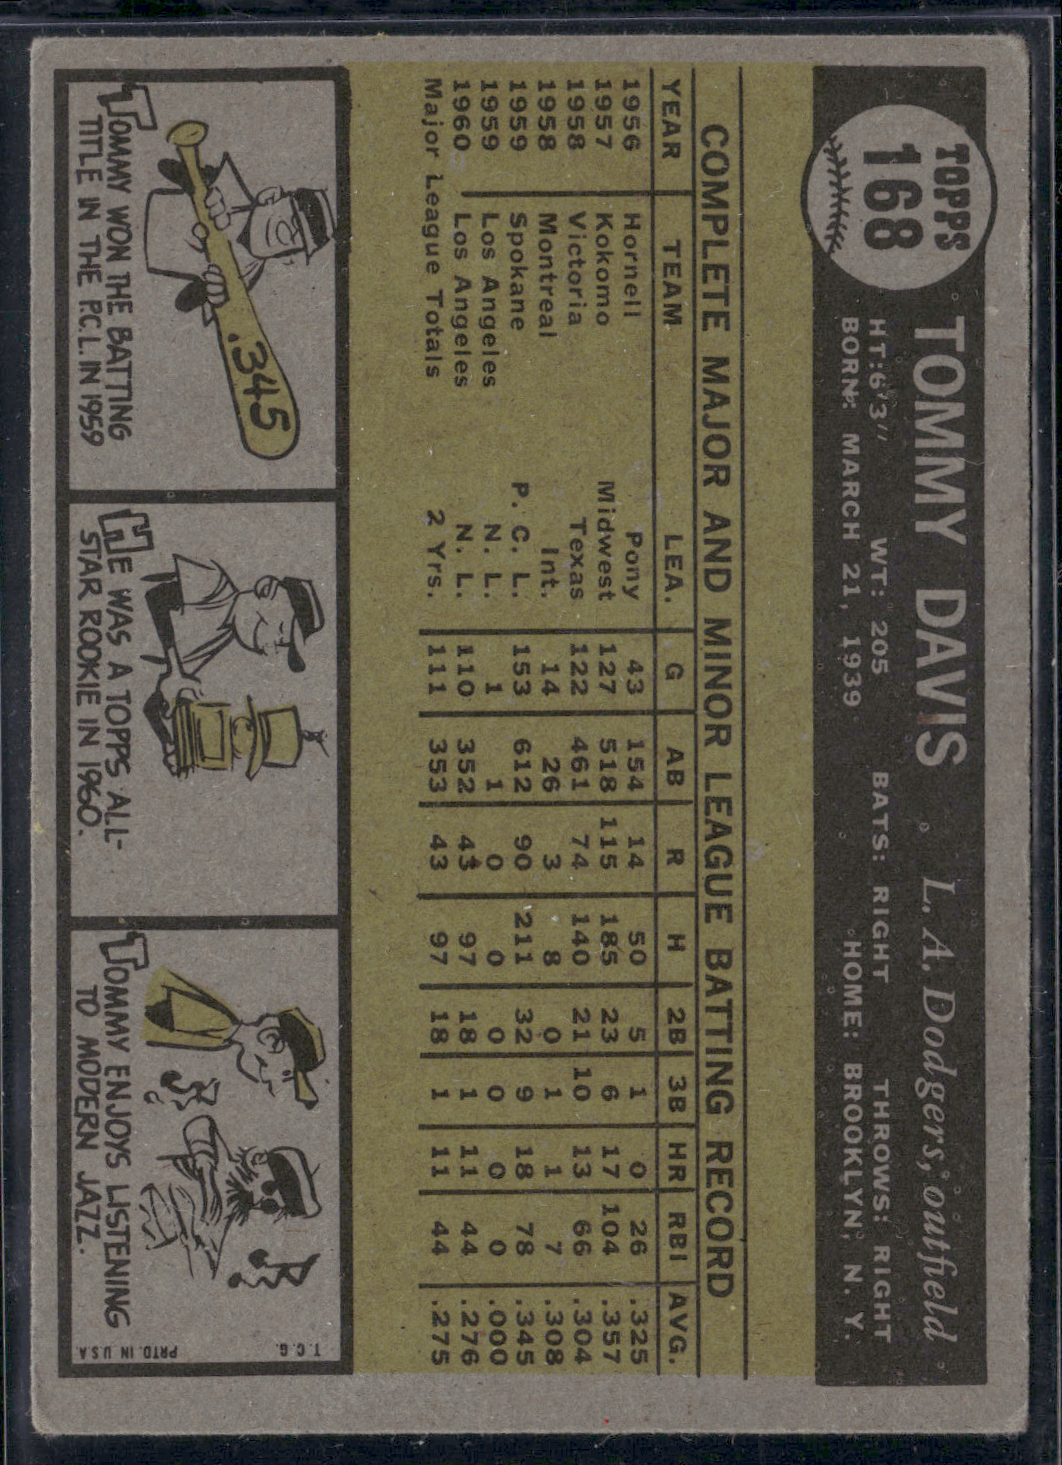 TOPPS
168
TOMMY DAVIS L. A. Dodgers, outfield
HT: 6'3" WT: 205 BATS: RIGHT THROWS: RIGHT
BORN: MARCH 21, 1939 HOME: BROOKLYN, N. Y.
COMPLETE MAJOR AND MINOR LEAGUE BATTING RECORD
YEAR TEAM LEA. G AB R H 2B 3B HR RBI AVG.
1956 Hornell Pony 43 154 14 50 5 1 0 26 .325
1957 Kokomo Midwest 127 518 115 185 23 6 17 104 .357
1958 Victoria Texas 122 461 74 140 21 10 13 66 .304
1958 Montreal Int. 14 26 3 8 0 1 1 7 .308
1959 Spokane P. C. L. 153 612 90 211 32 9 18 78 .345
1959 Los Angeles N. L. 1 1 0 0 0 0 0 0 .000
1960 Los Angeles N. L. 110 352 43 97 18 1 11 44 .276
Major League Totals 2 Yrs. 111 353 43 97 18 1 11 44 .275
.345
TOMMY WON THE BATTING
TITLE IN THE P.C.L. IN 1959
HE WAS A TOPPS ALL-
STAR ROOKIE IN 1960.
TOMMY ENJOYS LISTENING
TO MODERN JAZZ.
T.C.G.
PRTD. IN U.S.A.